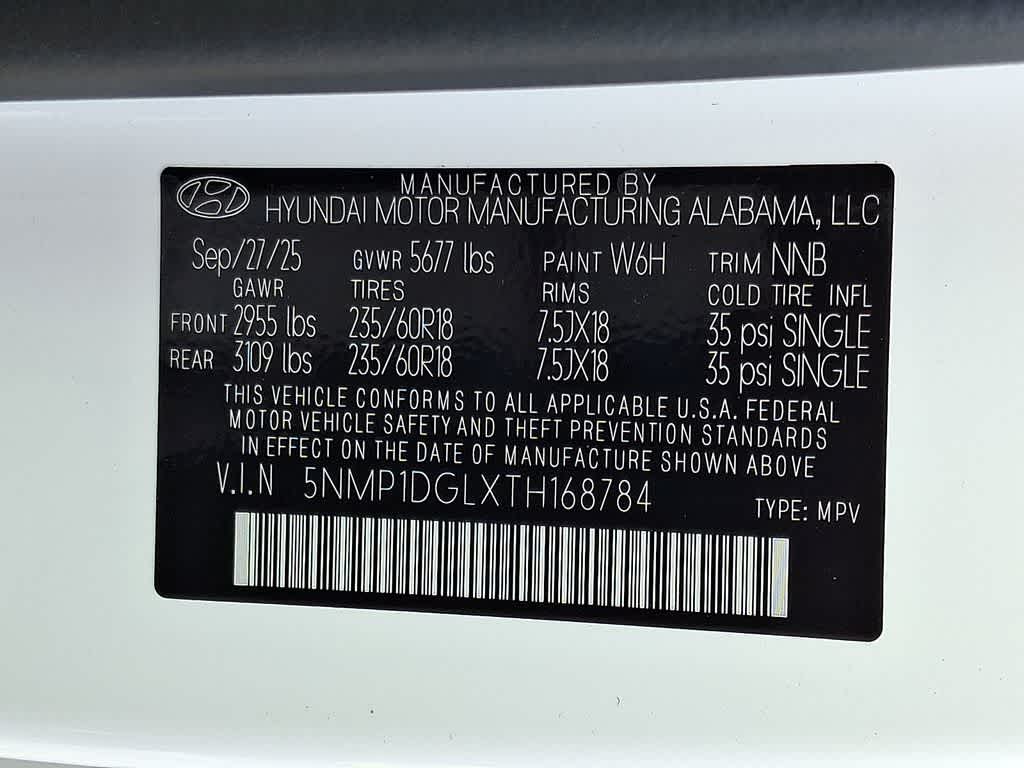 MANUFACTURED BY
HYUNDAI MOTOR MANUFACTURING ALABAMA, LLC
Sep/27/25 GVWR 5677 lbs PAINT W6H TRIM NNB
GAWR TIRES RIMS COLD TIRE INFL
FRONT 2955 lbs 235/60R18 7.5JX18 35 psi SINGLE
REAR 3109 lbs 235/60R18 7.5JX18 35 psi SINGLE
THIS VEHICLE CONFORMS TO ALL APPLICABLE U.S.A. FEDERAL
MOTOR VEHICLE SAFETY AND THEFT PREVENTION STANDARDS
IN EFFECT ON THE DATE OF MANUFACTURE SHOWN ABOVE
V.I.N 5NMP1DGLXTH168784 TYPE: MPV